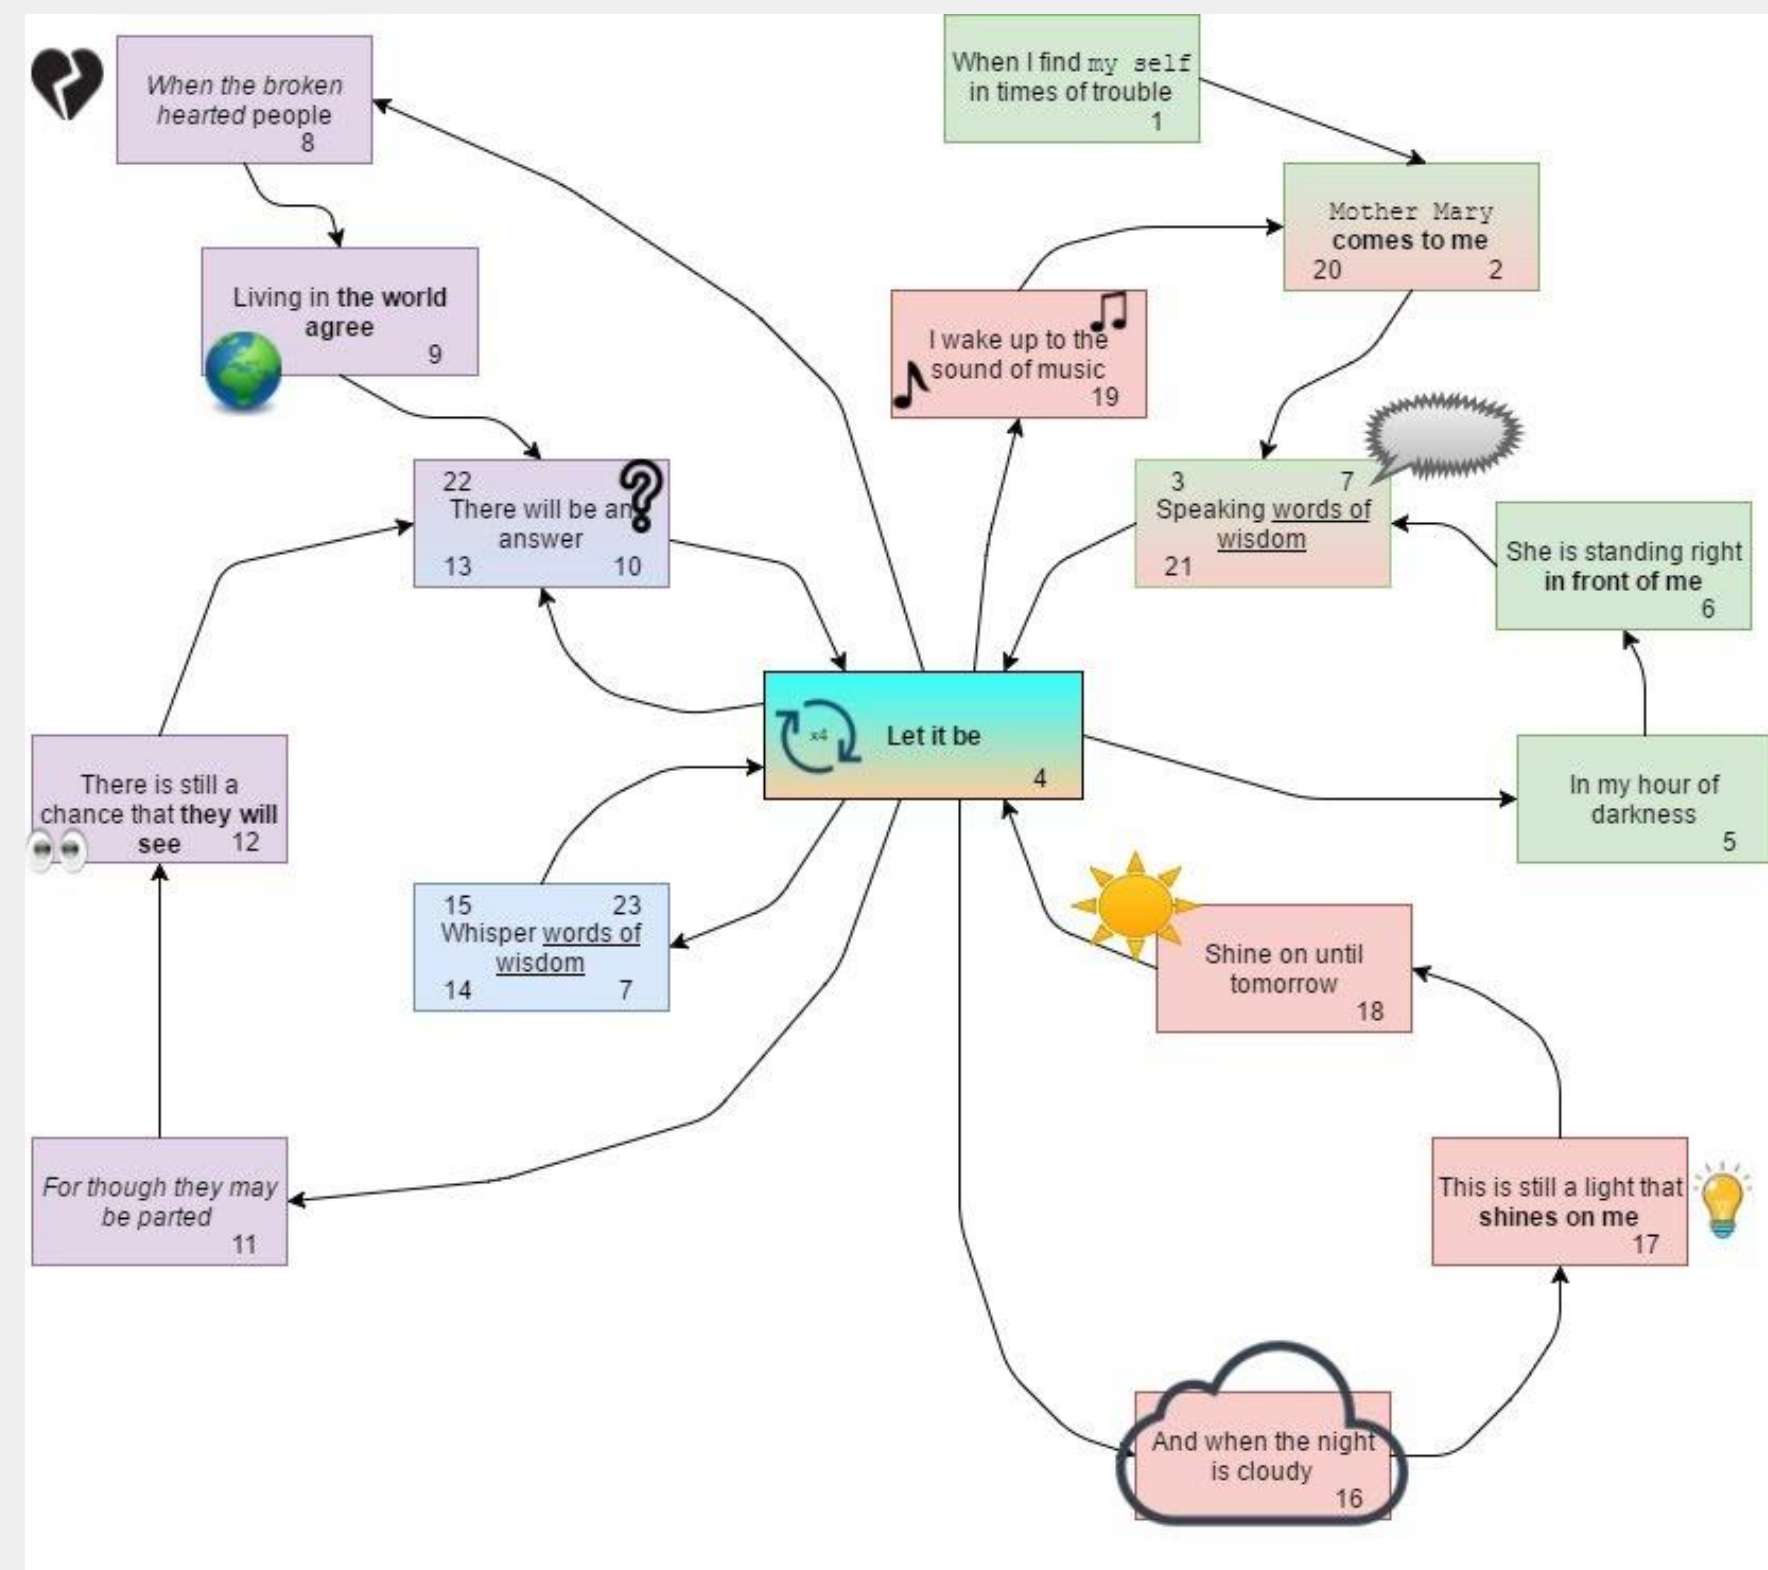 When the broken
hearted people
8
When I find my self
in times of trouble
1
Mother Mary
comes to me
20 2
Living in the world
agree
9
I wake up to the
sound of music
19
22
There will be an
answer
13 10
3 7
Speaking words of
wisdom
21
She is standing right
in front of me
6
x4
Let it be
4
There is still a
chance that they will
see 12
In my hour of
darkness
5
15 23
Whisper words of
wisdom
14 7
Shine on until
tomorrow
18
For though they may
be parted
11
This is still a light that
shines on me
17
And when the night
is cloudy
16